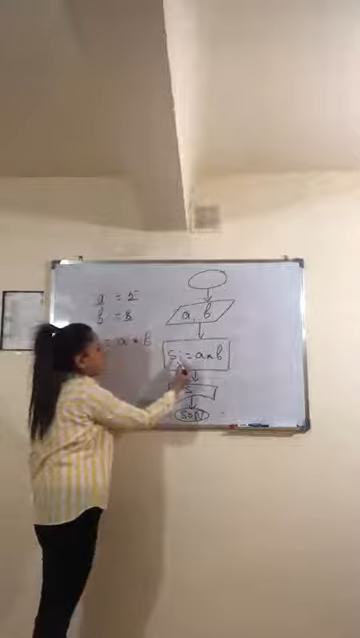 a = 5
b = 8
= a * b
a, b
S := a * b
S
SON